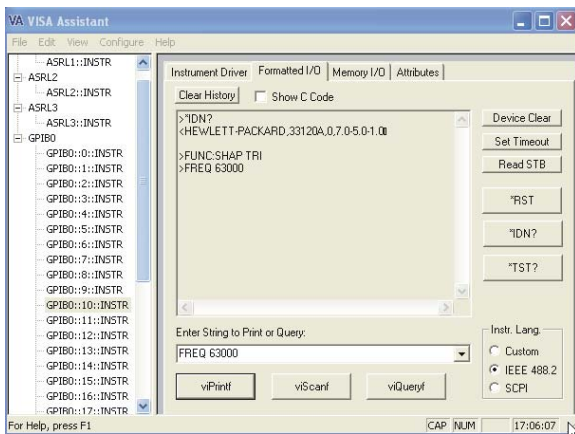 VA VISA Assistant
File Edit View Configure Help
ASRL1::INSTR
ASRL2
ASRL2::INSTR
ASRL3
ASRL3::INSTR
GPIB0
GPIB0::0::INSTR
GPIB0::1::INSTR
GPIB0::2::INSTR
GPIB0::3::INSTR
GPIB0::4::INSTR
GPIB0::5::INSTR
GPIB0::6::INSTR
GPIB0::7::INSTR
GPIB0::8::INSTR
GPIB0::9::INSTR
GPIB0::10::INSTR
GPIB0::11::INSTR
GPIB0::12::INSTR
GPIB0::13::INSTR
GPIB0::14::INSTR
GPIB0::15::INSTR
GPIB0::16::INSTR
GPIB0::17::INSTR
Instrument Driver Formatted I/O Memory I/O Attributes
Clear History Show C Code
>*IDN?
<HEWLETT-PACKARD,33120A,0,7.0-5.0-1.0
>FUNC:SHAP TRI
>FREQ 63000
Device Clear
Set Timeout
Read STB
*RST
*IDN?
*TST?
Enter String to Print or Query:
FREQ 63000
viPrintf viScanf viQueryf
Instr. Lang.
Custom
IEEE 488.2
SCPI
For Help, press F1 CAP NUM 17:06:07